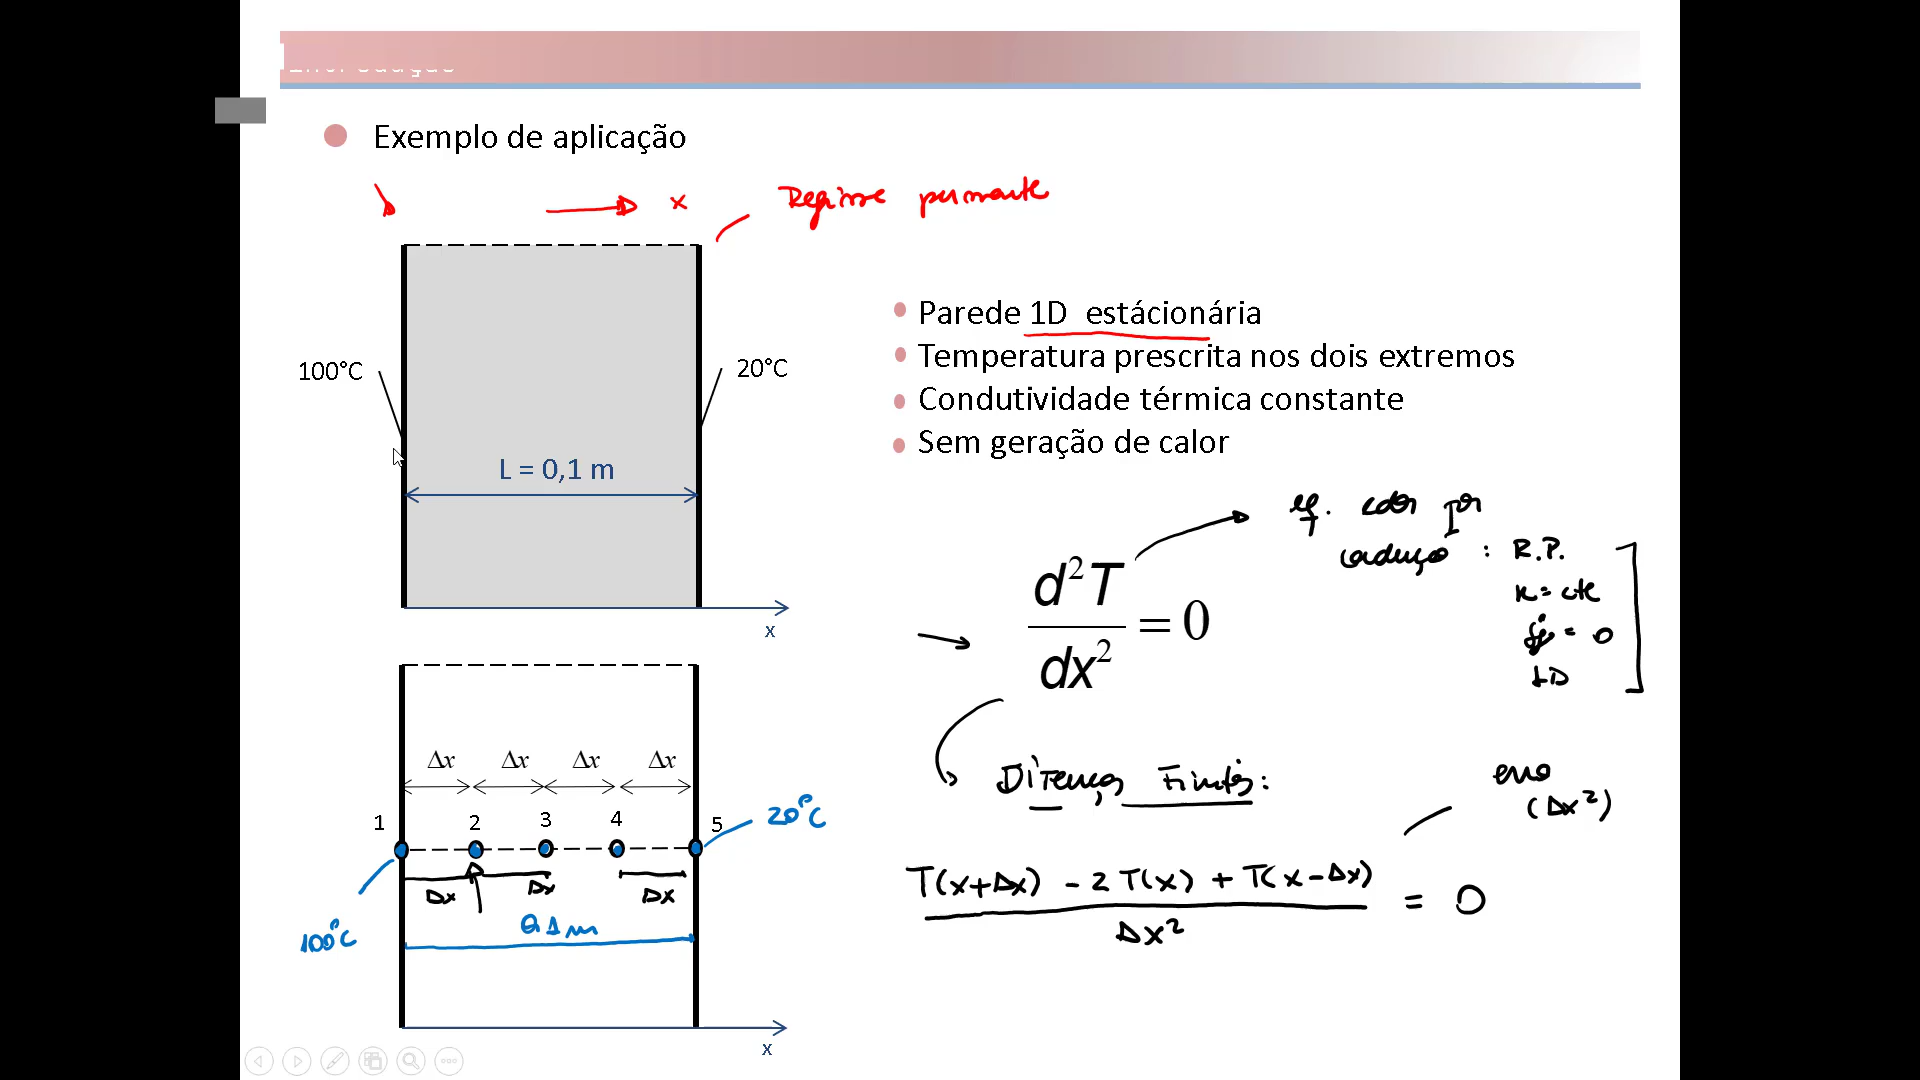 Exemplo de aplicação
x
Regime permanente
100°C
20°C
L = 0,1 m
x
Parede 1D estácionária
Temperatura prescrita nos dois extremos
Condutividade térmica constante
Sem geração de calor
d²T/dx² = 0
eq. calor por
condução : R.P.
k = cte
= 0
1D
Δx Δx Δx Δx
1 2 3 4 5
20°C
Δx Δx Δx
100°C
0,1 m
x
Diferenças Finitas:
erro
(Δx²)
T(x+Δx) - 2T(x) + T(x-Δx)
= 0
Δx²